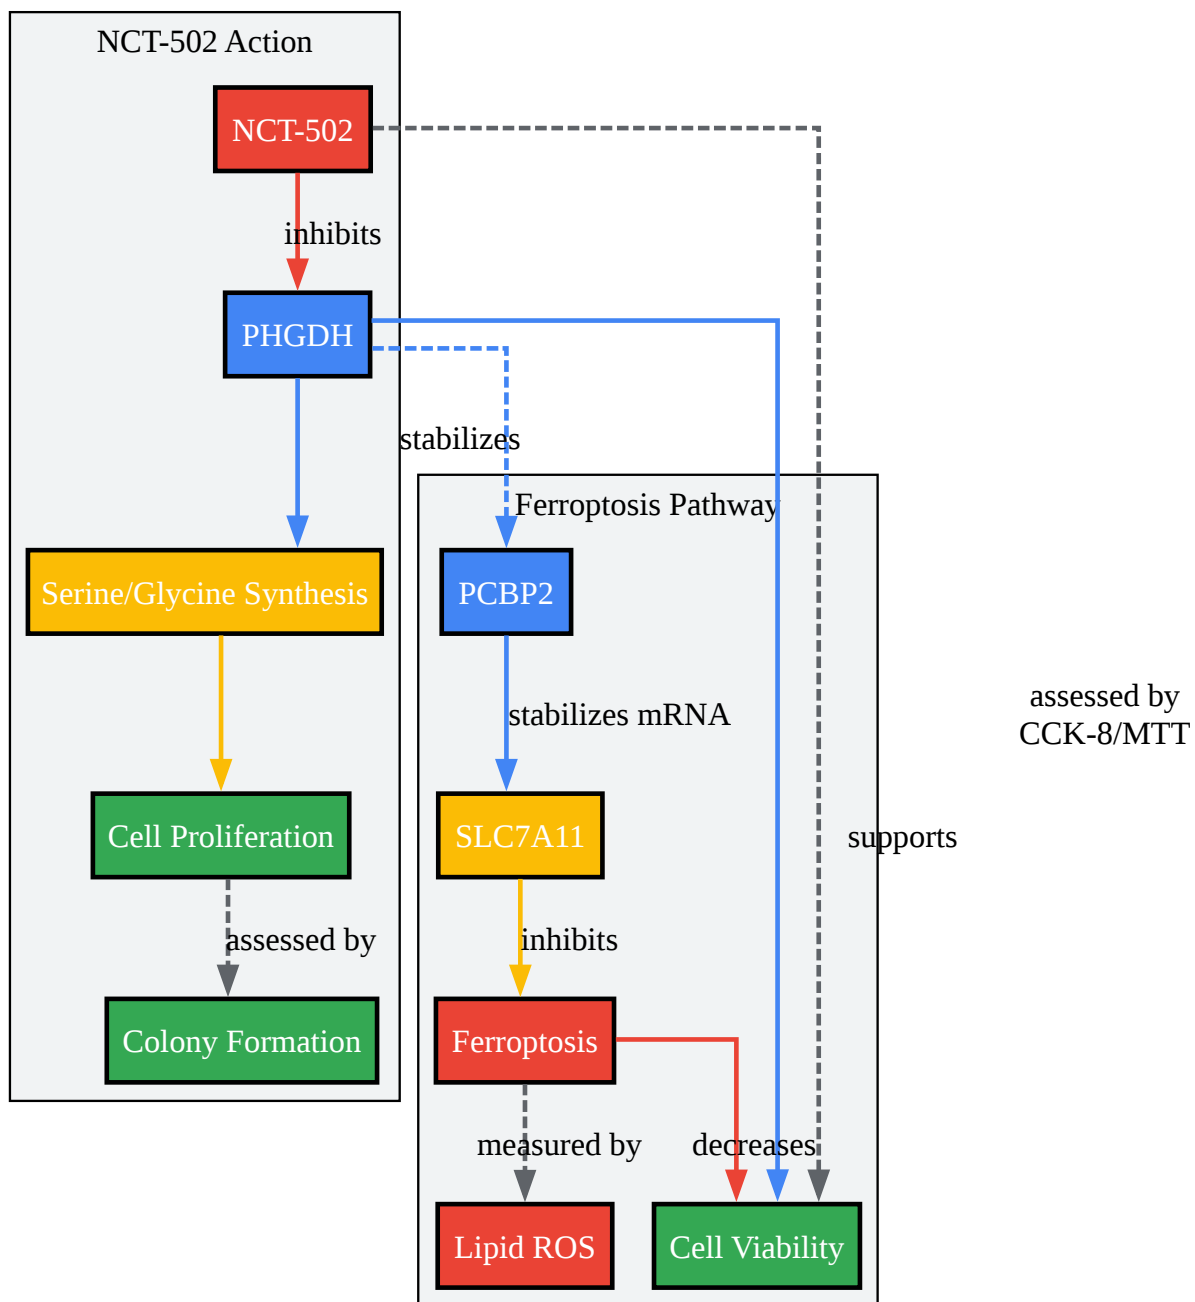 NCT-502 Action
NCT-502
inhibits
PHGDH
stabilizes
Ferroptosis Pathway
Serine/Glycine Synthesis
PCBP2
stabilizes mRNA
assessed by
CCK-8/MTT
Cell Proliferation
SLC7A11
supports
assessed by
inhibits
Colony Formation
Ferroptosis
measured by
decreases
Lipid ROS
Cell Viability